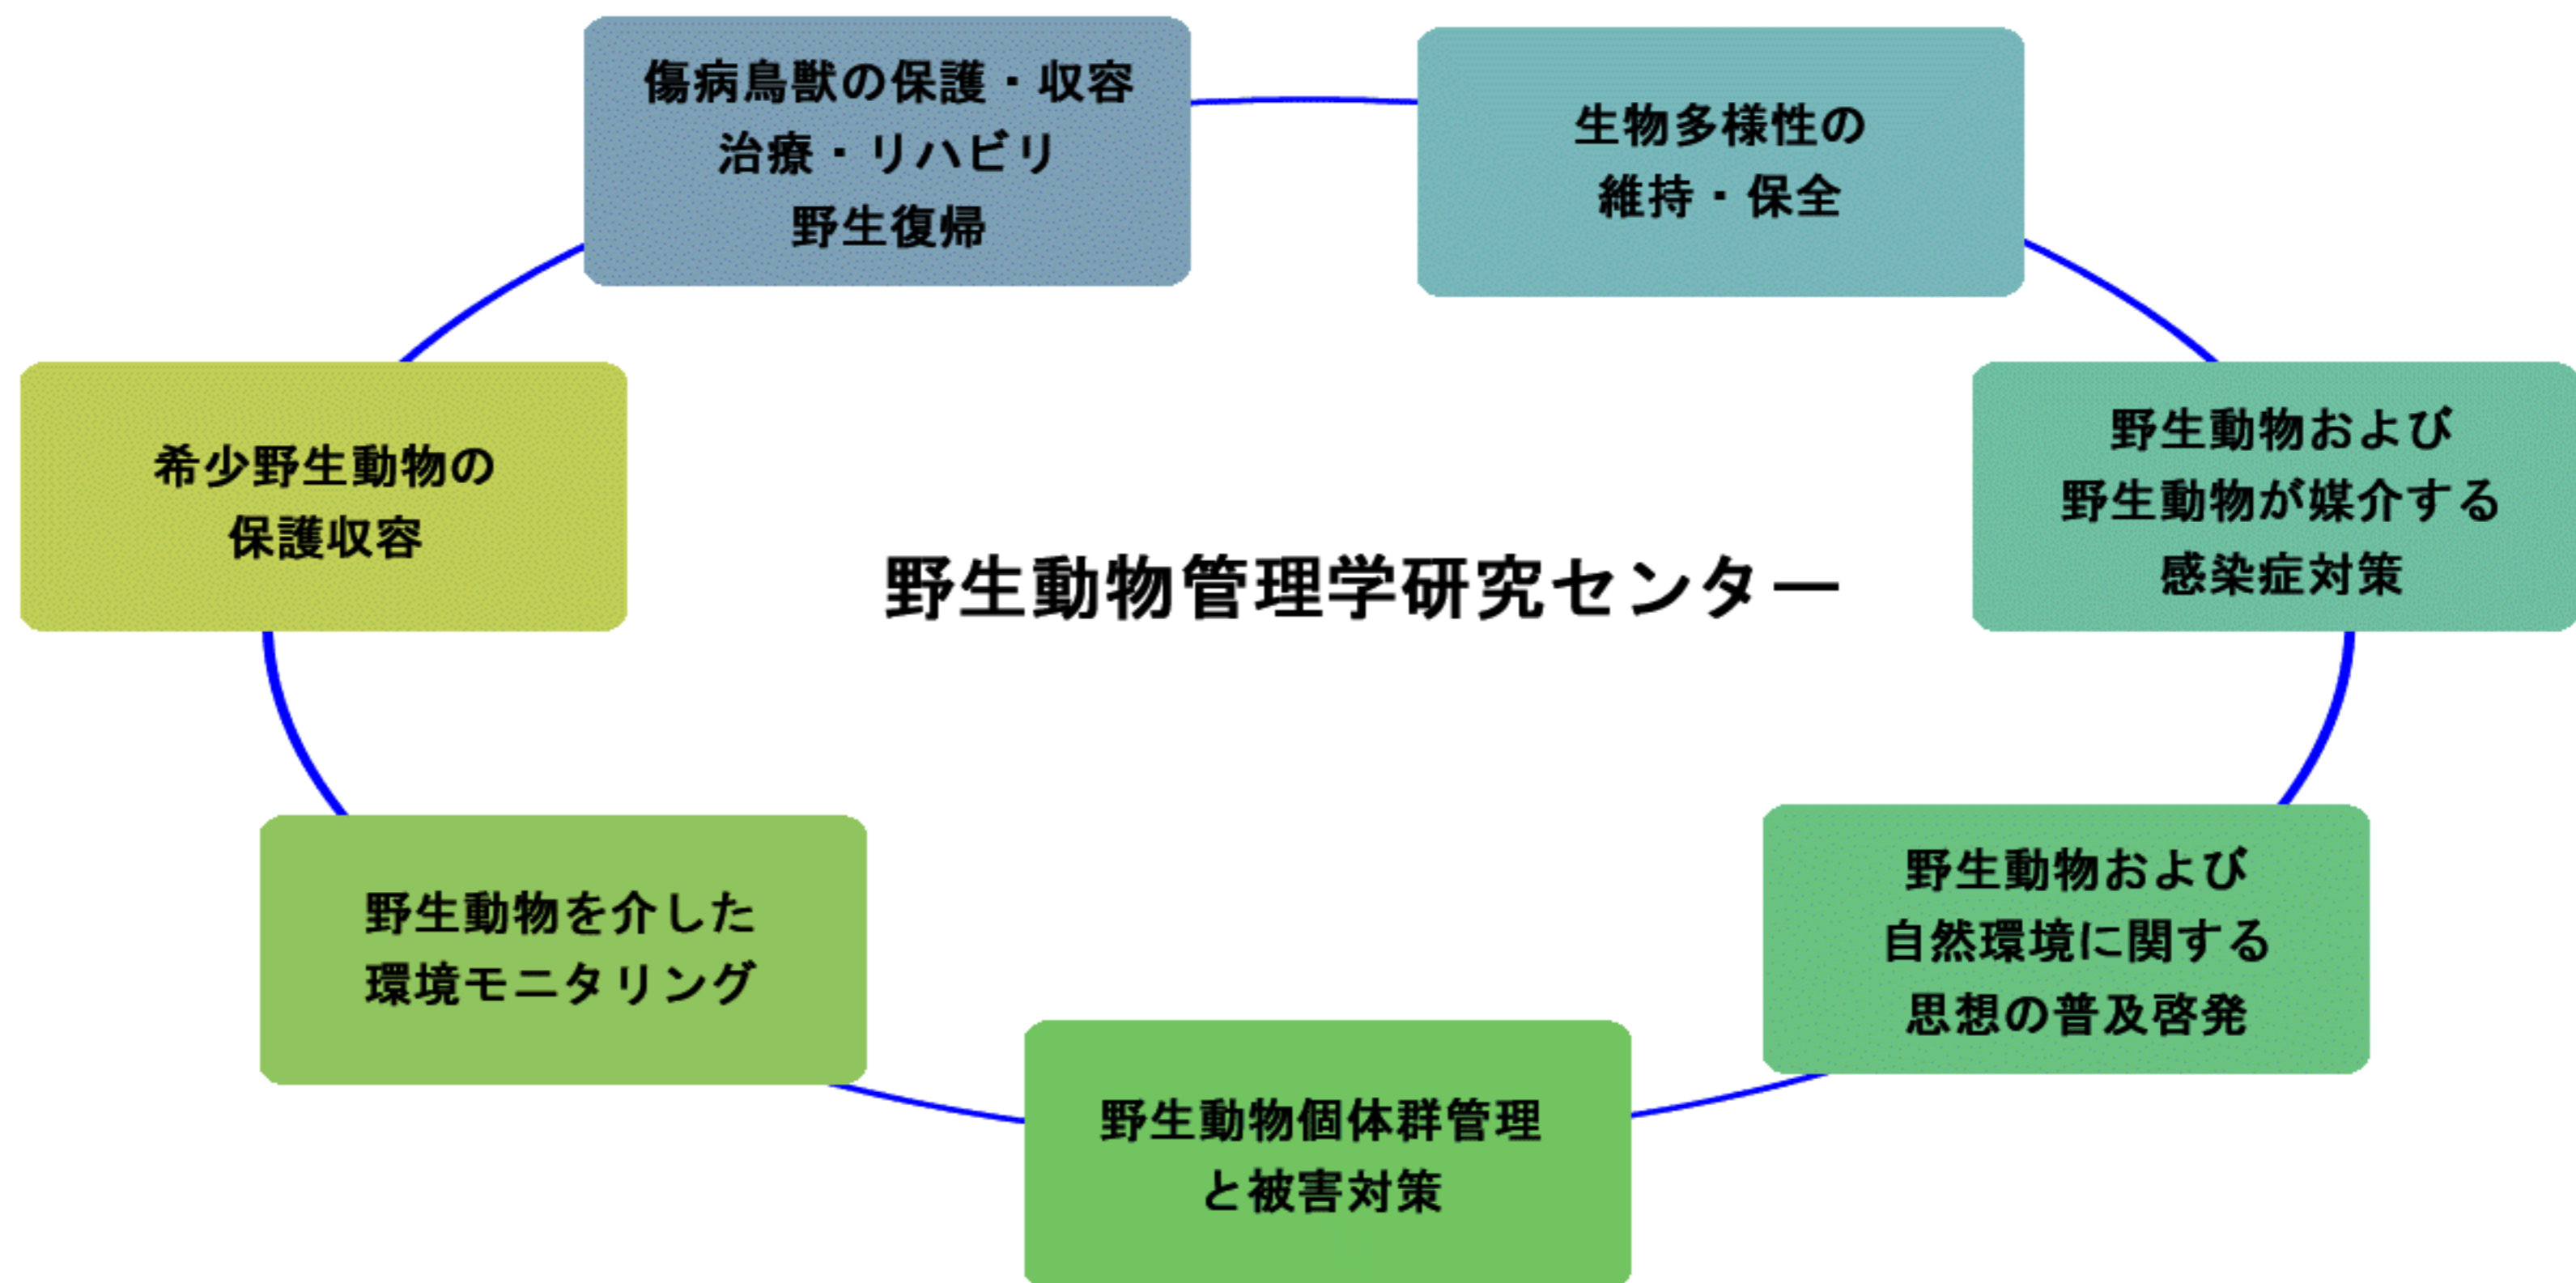 傷病鳥獣の保護・収容
治療・リハビリ
野生復帰
生物多様性の
維持・保全
希少野生動物の
保護収容
野生動物および
野生動物が媒介する
感染症対策
野生動物管理学研究センター
野生動物を介した
環境モニタリング
野生動物および
自然環境に関する
思想の普及啓発
野生動物個体群管理
と被害対策